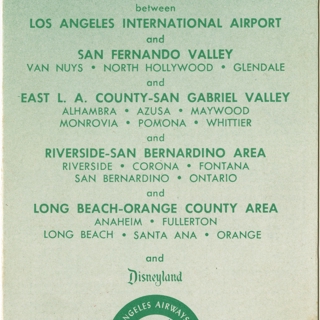 between
LOS ANGELES INTERNATIONAL AIRPORT
and
SAN FERNANDO VALLEY
VAN NUYS • NORTH HOLLYWOOD • GLENDALE
and
EAST L. A. COUNTY-SAN GABRIEL VALLEY
ALHAMBRA • AZUSA • MAYWOOD
MONROVIA • POMONA • WHITTIER
and
RIVERSIDE-SAN BERNARDINO AREA
RIVERSIDE • CORONA • FONTANA
SAN BERNARDINO • ONTARIO
and
LONG BEACH-ORANGE COUNTY AREA
ANAHEIM • FULLERTON
LONG BEACH • SANTA ANA • ORANGE
and
Disneyland
ANGELES AIRWAYS